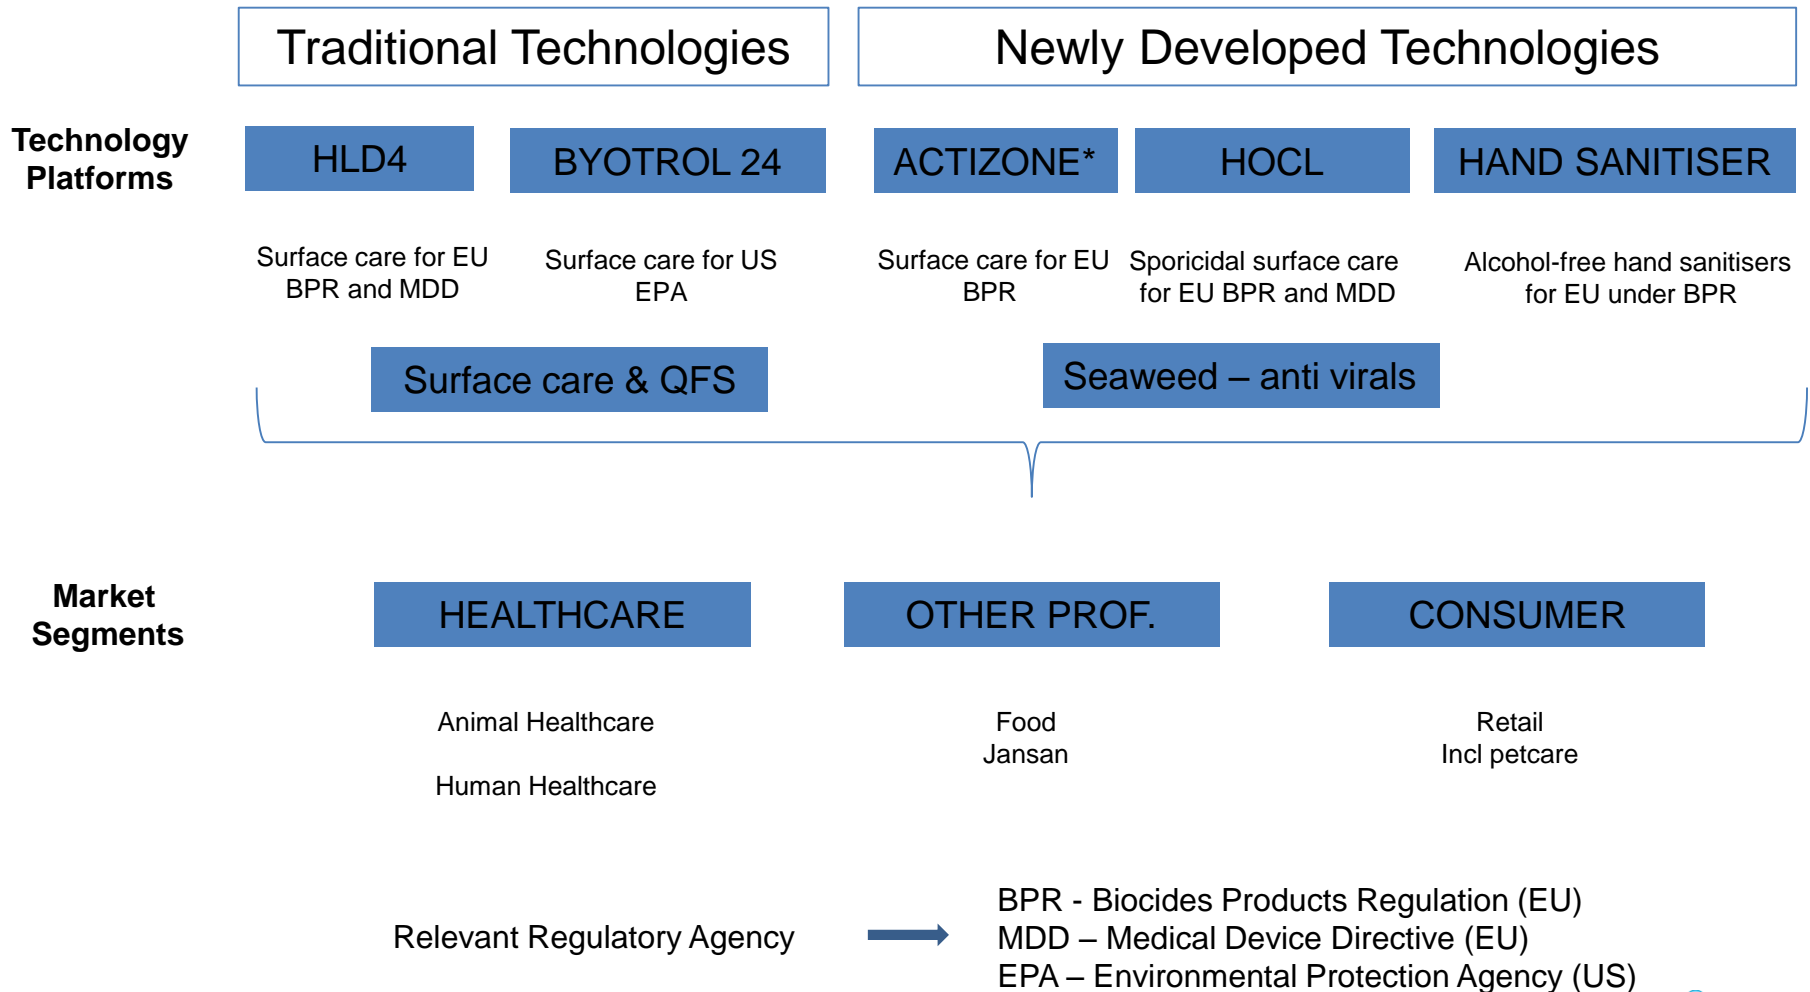 Traditional Technologies
Newly Developed Technologies
Technology
Platforms
HLD4
BYOTROL 24
ACTIZONE*
HOCL
HAND SANITISER
Surface care for EU
BPR and MDD
Surface care for US
EPA
Surface care for EU
BPR
Sporicidal surface care
for EU BPR and MDD
Alcohol-free hand sanitisers
for EU under BPR
Surface care & QFS
Seaweed – anti virals
Market
Segments
HEALTHCARE
OTHER PROF.
CONSUMER
Animal Healthcare
Human Healthcare
Food
Jansan
Retail
Incl petcare
Relevant Regulatory Agency
BPR - Biocides Products Regulation (EU)
MDD – Medical Device Directive (EU)
EPA – Environmental Protection Agency (US)